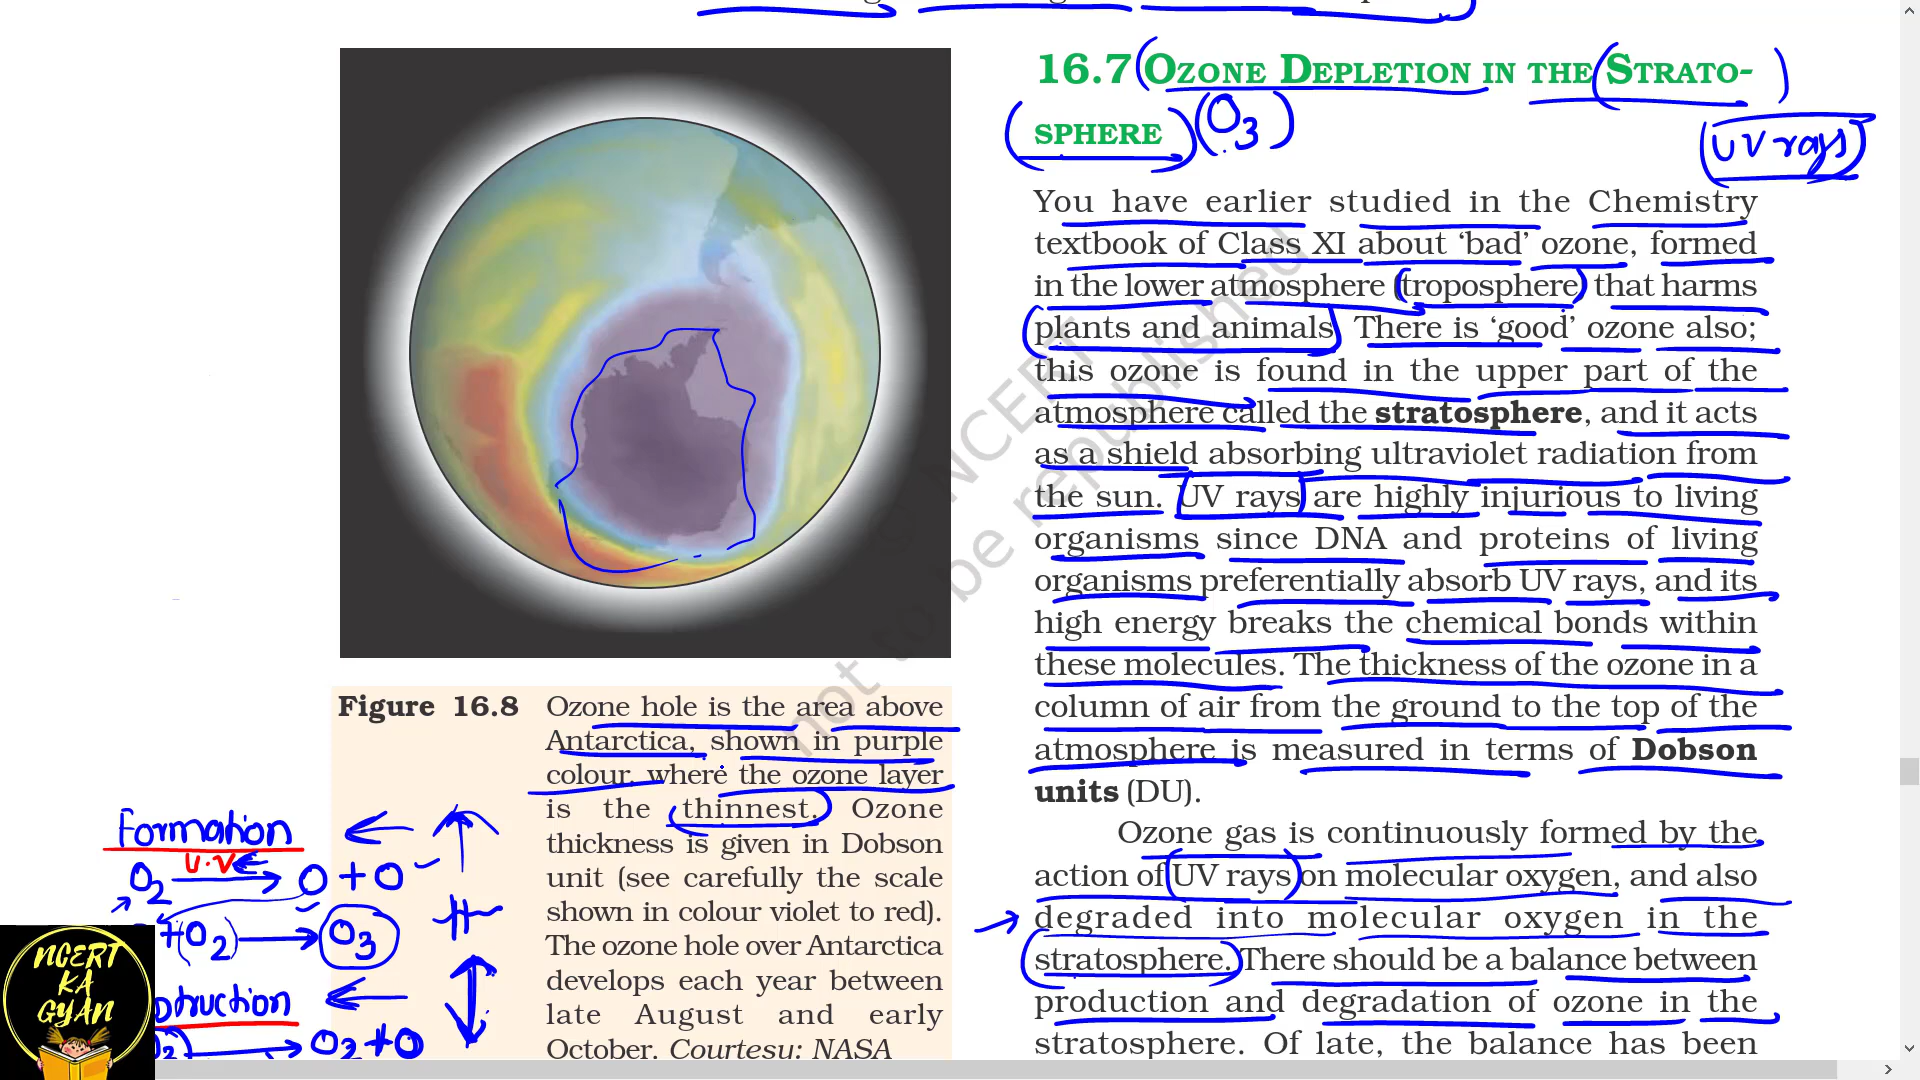 16.7 OZONE DEPLETION IN THE STRATO-
SPHERE
(O3)
UV rays
You have earlier studied in the Chemistry
textbook of Class XI about ‘bad’ ozone, formed
in the lower atmosphere (troposphere) that harms
plants and animals. There is ‘good’ ozone also;
this ozone is found in the upper part of the
atmosphere called the stratosphere, and it acts
as a shield absorbing ultraviolet radiation from
the sun. UV rays are highly injurious to living
organisms since DNA and proteins of living
organisms preferentially absorb UV rays, and its
high energy breaks the chemical bonds within
these molecules. The thickness of the ozone in a
column of air from the ground to the top of the
atmosphere is measured in terms of Dobson
units (DU).
Ozone gas is continuously formed by the
action of UV rays on molecular oxygen, and also
degraded into molecular oxygen in the
stratosphere. There should be a balance between
production and degradation of ozone in the
stratosphere. Of late, the balance has been
Figure 16.8 Ozone hole is the area above
Antarctica, shown in purple
colour, where the ozone layer
is the thinnest. Ozone
thickness is given in Dobson
unit (see carefully the scale
shown in colour violet to red).
The ozone hole over Antarctica
develops each year between
late August and early
October. Courtesy: NASA
Formation
U.V
O2 → O + O
+(O2) → O3
→ O2 + O
NCERT
KA
GYAN
© NCERT
not to be republished